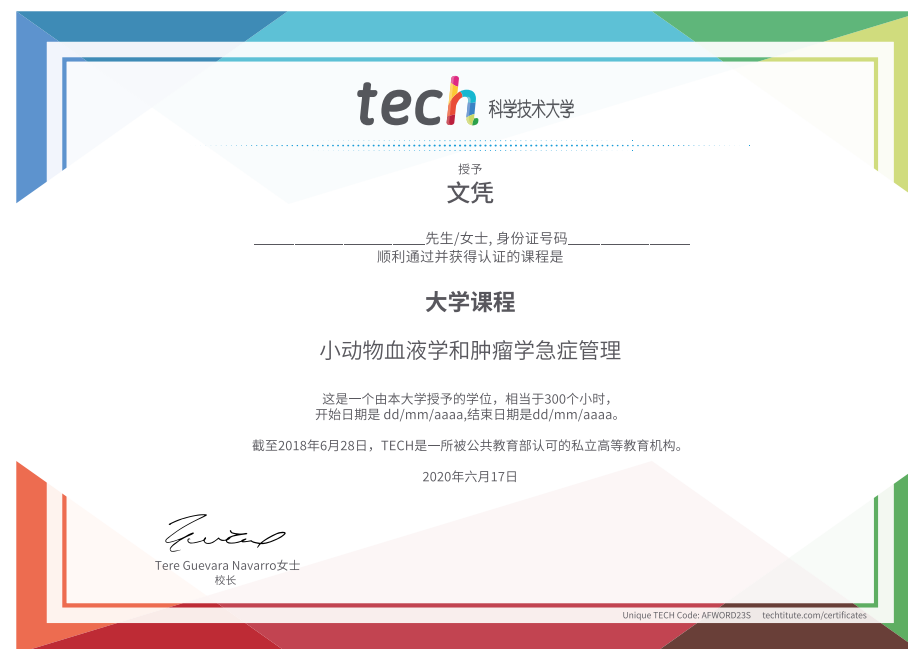 tech 科学技术大学
授予
文凭
______________________先生/女士, 身份证号码_______________
顺利通过并获得认证的课程是
大学课程
小动物血液学和肿瘤学急症管理
这是一个由本大学授予的学位，相当于300个小时，
开始日期是 dd/mm/aaaa,结束日期是dd/mm/aaaa。
截至2018年6月28日，TECH是一所被公共教育部认可的私立高等教育机构。
2020年六月17日
Tere Guevara Navarro女士
校长
Unique TECH Code: AFWORD23S techtitute.com/certificates